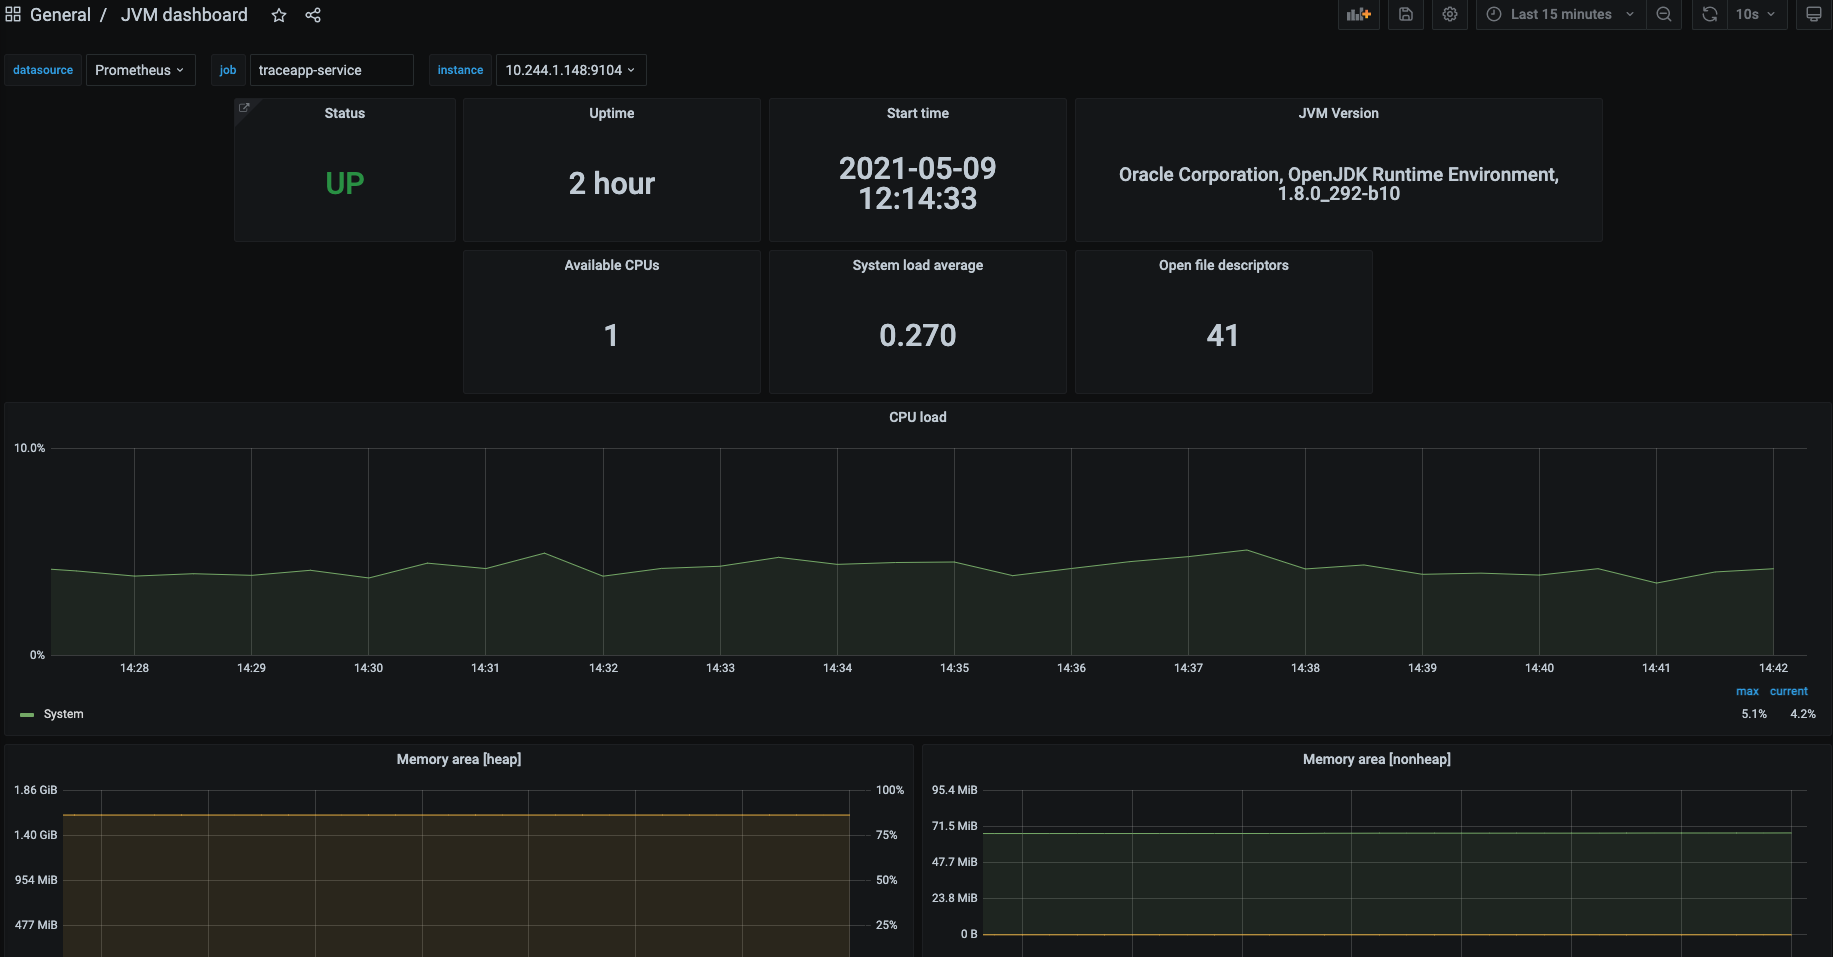 General / JVM dashboard
Last 15 minutes
10s
datasource Prometheus job traceapp-service instance 10.244.1.148:9104
Status
UP
Uptime
2 hour
Start time
2021-05-09
12:14:33
JVM Version
Oracle Corporation, OpenJDK Runtime Environment,
1.8.0_292-b10
Available CPUs
1
System load average
0.270
Open file descriptors
41
CPU load
10.0%
0%
14:28 14:29 14:30 14:31 14:32 14:33 14:34 14:35 14:36 14:37 14:38 14:39 14:40 14:41 14:42
max current
System 5.1% 4.2%
Memory area [heap]
1.86 GiB 100%
1.40 GiB 75%
954 MiB 50%
477 MiB 25%
Memory area [nonheap]
95.4 MiB
71.5 MiB
47.7 MiB
23.8 MiB
0 B